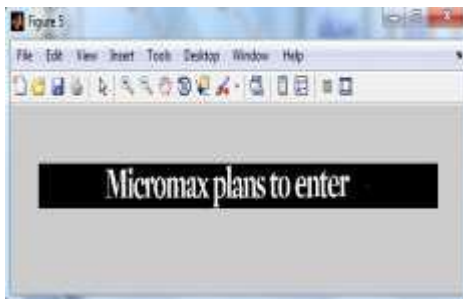 Figure 5
File Edit View Insert Tools Desktop Window Help
Micromax plans to enter